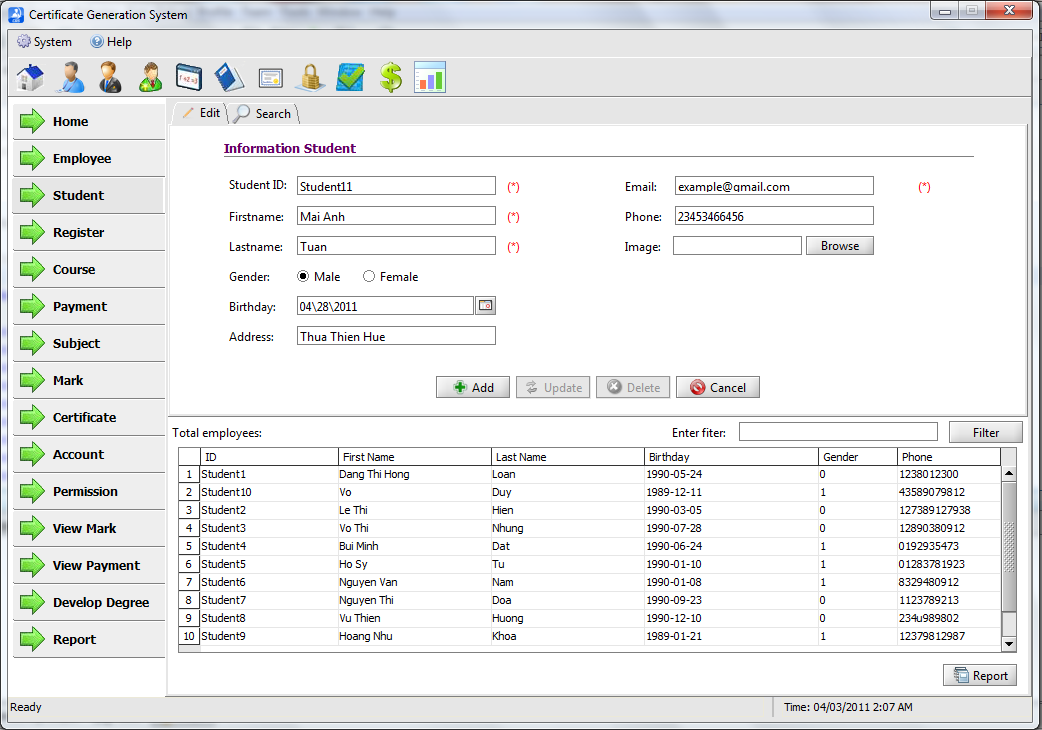 Certificate Generation System
System Help
Edit Search
Home
Employee
Student
Register
Course
Payment
Subject
Mark
Certificate
Account
Permission
View Mark
View Payment
Develop Degree
Report
Information Student
Student ID: Student11 (*) Email: example@gmail.com (*)
Firstname: Mai Anh (*) Phone: 23453466456
Lastname: Tuan (*) Image: Browse
Gender: Male Female
Birthday: 04\28\2011
Address: Thua Thien Hue
Add Update Delete Cancel
Total employees: Enter fiter: Filter
ID First Name Last Name Birthday Gender Phone
1 Student1 Dang Thi Hong Loan 1990-05-24 0 1238012300
2 Student10 Vo Duy 1989-12-11 1 43589079812
3 Student2 Le Thi Hien 1990-03-05 0 127389127938
4 Student3 Vo Thi Nhung 1990-07-28 0 12890380912
5 Student4 Bui Minh Dat 1990-06-24 1 0192935473
6 Student5 Ho Sy Tu 1990-01-10 1 01283781923
7 Student6 Nguyen Van Nam 1990-01-08 1 8329480912
8 Student7 Nguyen Thi Doa 1990-09-23 0 1123789213
9 Student8 Vu Thien Huong 1990-12-10 0 234u989802
10 Student9 Hoang Nhu Khoa 1989-01-21 1 12379812987
Report
Ready Time: 04/03/2011 2:07 AM